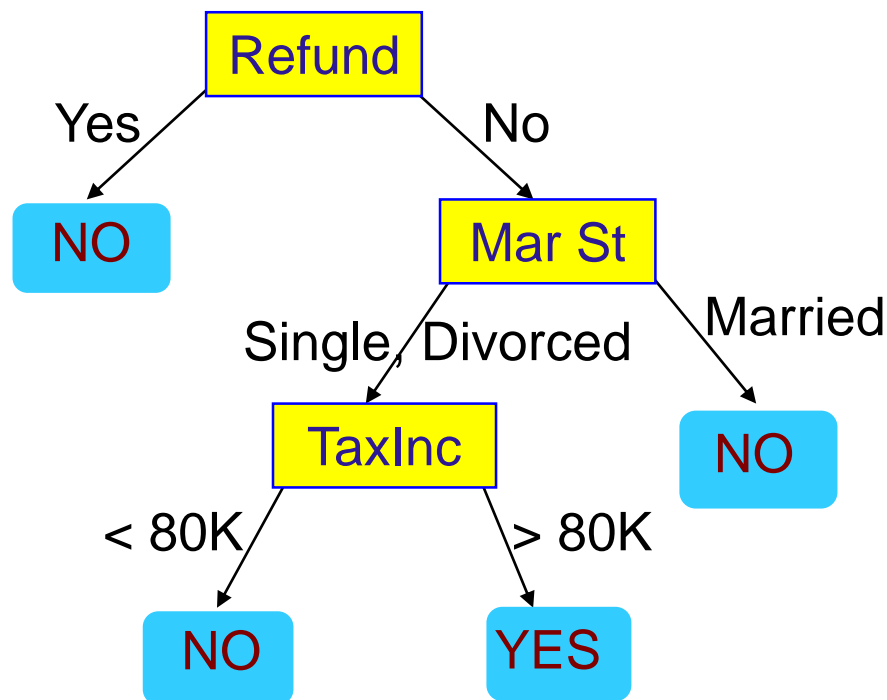 Refund
Yes
No
NO
Mar St
Single, Divorced
Married
TaxInc
NO
< 80K
> 80K
NO
YES